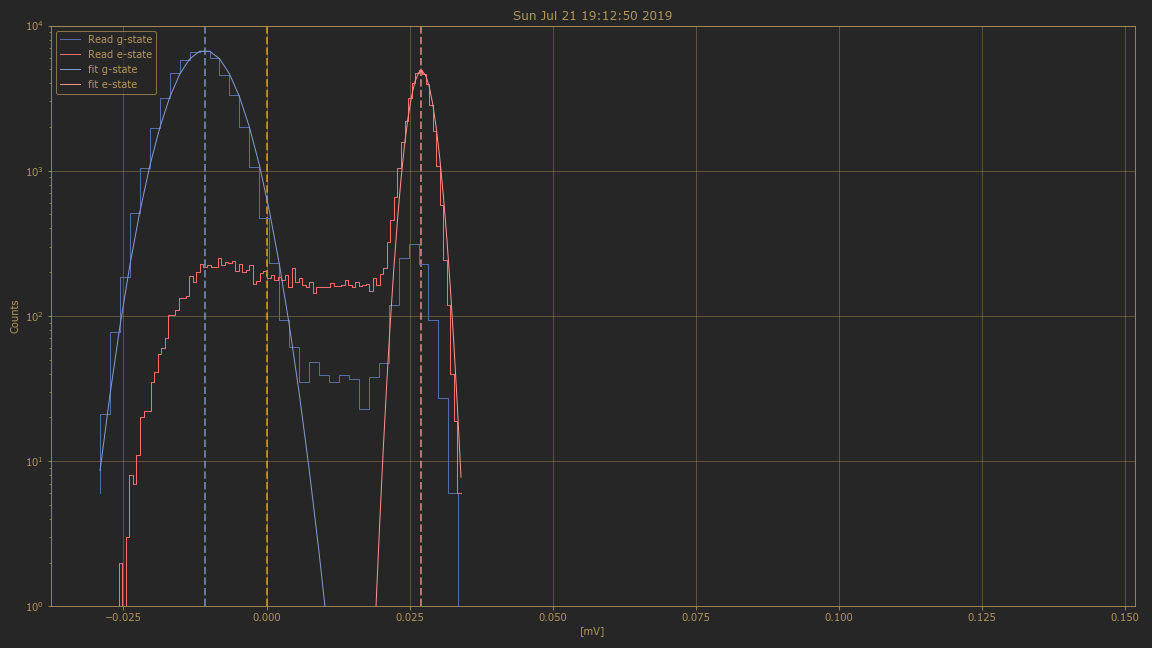 Sun Jul 21 19:12:50 2019
Read g-state
Read e-state
fit g-state
fit e-state
Counts
10⁴
10³
10²
10¹
10⁰
−0.025 0.000 0.025 0.050 0.075 0.100 0.125 0.150
[mV]